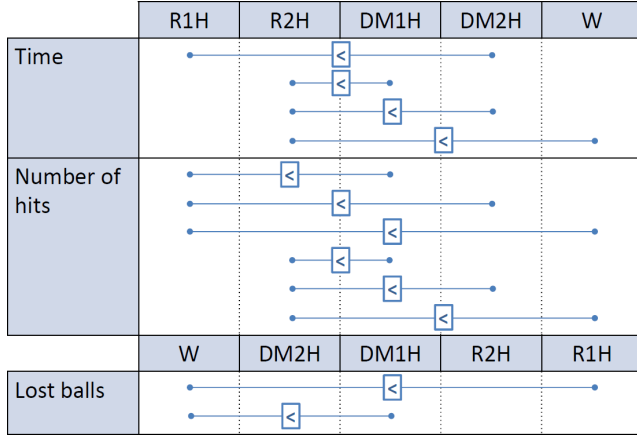 R1H R2H DM1H DM2H W
Time
<
<
<
<
Number of
hits
<
<
<
<
<
<
W DM2H DM1H R2H R1H
Lost balls
<
<